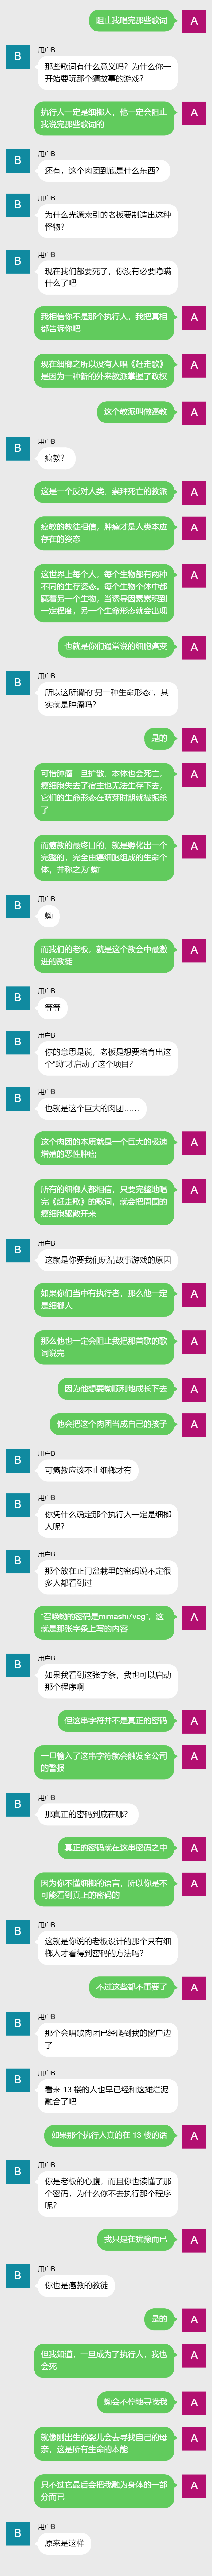 阻止我唱完那些歌词
A
B
用户B
那些歌词有什么意义吗？为什么你一
开始要玩那个猜故事的游戏？
执行人一定是细榔人，他一定会阻止
我说完那些歌词的
A
B
用户B
还有，这个肉团到底是什么东西？
B
用户B
为什么光源索引的老板要制造出这种
怪物？
B
用户B
现在我们都要死了，你没有必要隐瞒
什么了吧
我相信你不是那个执行人，我把真相
都告诉你吧
A
现在细榔之所以没有人唱《赶走歌》
是因为一种新的外来教派掌握了政权
A
这个教派叫做癌教
A
B
用户B
癌教？
这是一个反对人类，崇拜死亡的教派
A
癌教的教徒相信，肿瘤才是人类本应
存在的姿态
A
这世界上每个人，每个生物都有两种
不同的生存姿态。每个生物个体中都
藏着另一个生物，当诱导因素累积到
一定程度，另一个生命形态就会出现
A
也就是你们通常说的细胞癌变
A
B
用户B
所以这所谓的“另一种生命形态”，其
实就是肿瘤吗？
是的
A
可惜肿瘤一旦扩散，本体也会死亡，
癌细胞失去了宿主也无法生存下去，
它们的生命形态在萌芽时期就被扼杀
了
A
而癌教的最终目的，就是孵化出一个
完整的，完全由癌细胞组成的生命个
体，并称之为“蚴”
A
B
用户B
蚴
而我们的老板，就是这个教会中最激
进的教徒
A
B
用户B
等等
B
用户B
你的意思是说，老板是想要培育出这
个“蚴”才启动了这个项目？
B
用户B
也就是这个巨大的肉团……
这个肉团的本质就是一个巨大的极速
增殖的恶性肿瘤
A
所有的细榔人都相信，只要完整地唱
完《赶走歌》的歌词，就会把周围的
癌细胞驱散开来
A
B
用户B
这就是你要我们玩猜故事游戏的原因
如果你们当中有执行者，那么他一定
是细榔人
A
那么他也一定会阻止我把那首歌的歌
词说完
A
因为他想要蚴顺利地成长下去
A
他会把这个肉团当成自己的孩子
A
B
用户B
可癌教应该不止细榔才有
B
用户B
你凭什么确定那个执行人一定是细榔
人呢？
B
用户B
那个放在正门盆栽里的密码说不定很
多人都看到过
“召唤蚴的密码是mimashi7veg”，这
就是那张字条上写的内容
A
B
用户B
如果我看到这张字条，我也可以启动
那个程序啊
但这串字符并不是真正的密码
A
一旦输入了这串字符就会触发全公司
的警报
A
B
用户B
那真正的密码到底在哪？
真正的密码就在这串密码之中
A
因为你不懂细榔的语言，所以你是不
可能看到真正的密码的
A
B
用户B
这就是你说的老板设计的那个只有细
榔人才看得到密码的方法吗？
不过这些都不重要了
A
B
用户B
那个会唱歌肉团已经爬到我的窗户边
了
B
用户B
看来 13 楼的人也早已经和这摊烂泥
融合了吧
如果那个执行人真的在 13 楼的话
A
B
用户B
你是老板的心腹，而且你也读懂了那
个密码，为什么你不去执行那个程序
呢？
我只是在犹豫而已
A
B
用户B
你也是癌教的教徒
是的
A
但我知道，一旦成为了执行人，我也
会死
A
蚴会不停地寻找我
A
就像刚出生的婴儿会去寻找自己的母
亲，这是所有生命的本能
A
只不过它最后会把我融为身体的一部
分而已
A
B
用户B
原来是这样